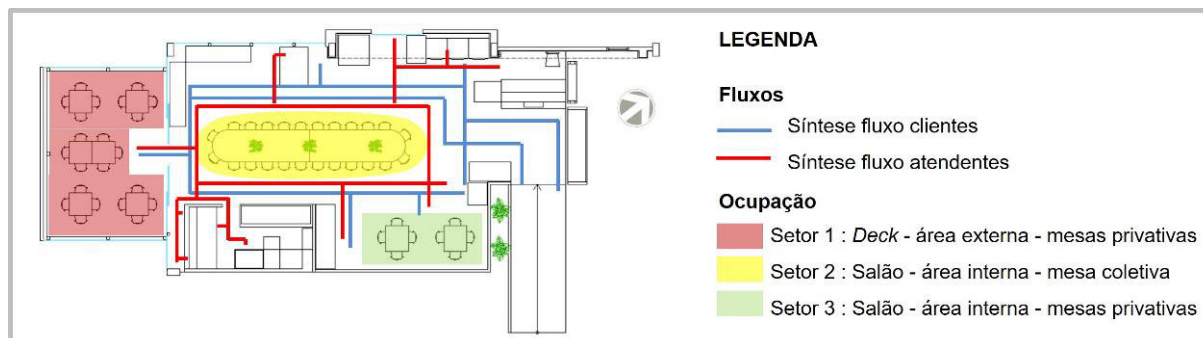 LEGENDA
Fluxos
Síntese fluxo clientes
Síntese fluxo atendentes
Ocupação
Setor 1 : Deck - área externa - mesas privativas
Setor 2 : Salão - área interna - mesa coletiva
Setor 3 : Salão - área interna - mesas privativas